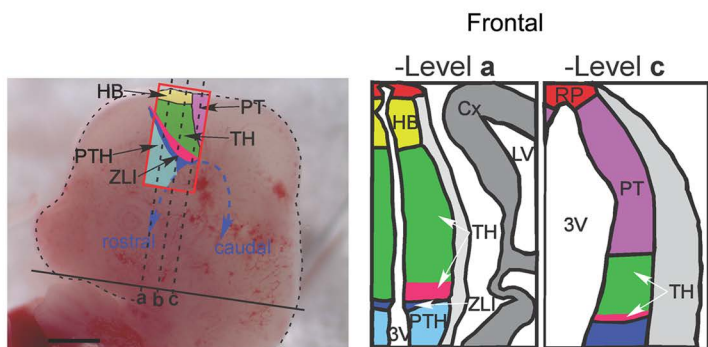 Frontal
-Level a
-Level c
HB
PT
TH
PTH
ZLI
rostral
caudal
a b c
HB
Cx
LV
TH
ZLI
PTH
3V
RP
PT
3V
TH